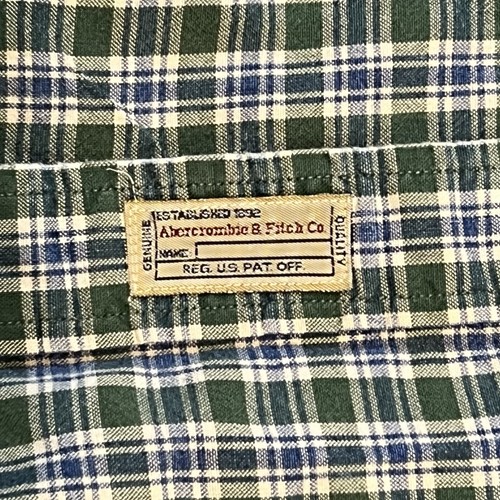 ESTABLISHED 1892
GENUINE
Abercrombie & Fitch Co.
QUALITY
NAME:
REG. U.S. PAT. OFF.